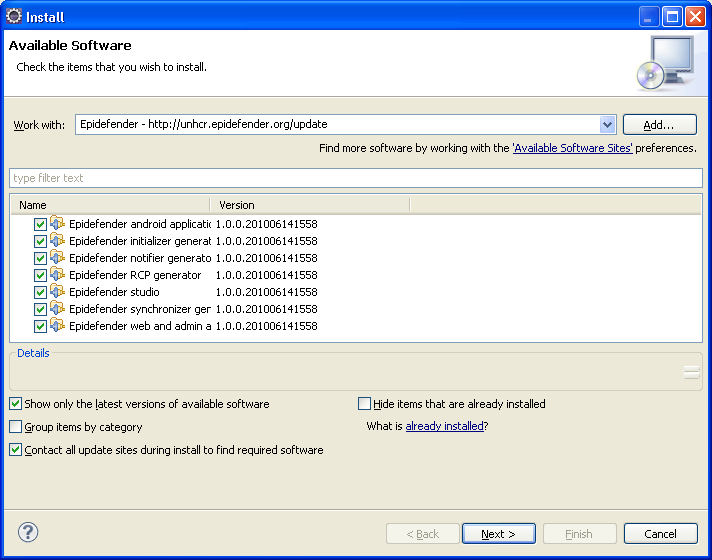 Install
Available Software
Check the items that you wish to install.
Work with: Epidefender - http://unhcr.epidefender.org/update Add...
Find more software by working with the 'Available Software Sites' preferences.
type filter text
Name Version
Epidefender android applicatic 1.0.0.201006141558
Epidefender initializer generat 1.0.0.201006141558
Epidefender notifier generato 1.0.0.201006141558
Epidefender RCP generator 1.0.0.201006141558
Epidefender studio 1.0.0.201006141558
Epidefender synchronizer gen 1.0.0.201006141558
Epidefender web and admin a 1.0.0.201006141558
Details
Show only the latest versions of available software Hide items that are already installed
Group items by category What is already installed?
Contact all update sites during install to find required software
? < Back Next > Finish Cancel